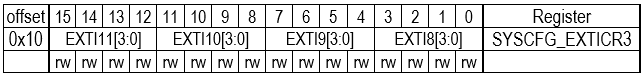 offset 15 14 13 12 11 10 9 8 7 6 5 4 3 2 1 0 Register
0x10 EXTI11[3:0] EXTI10[3:0] EXTI9[3:0] EXTI8[3:0] SYSCFG_EXTICR3
rw rw rw rw rw rw rw rw rw rw rw rw rw rw rw rw